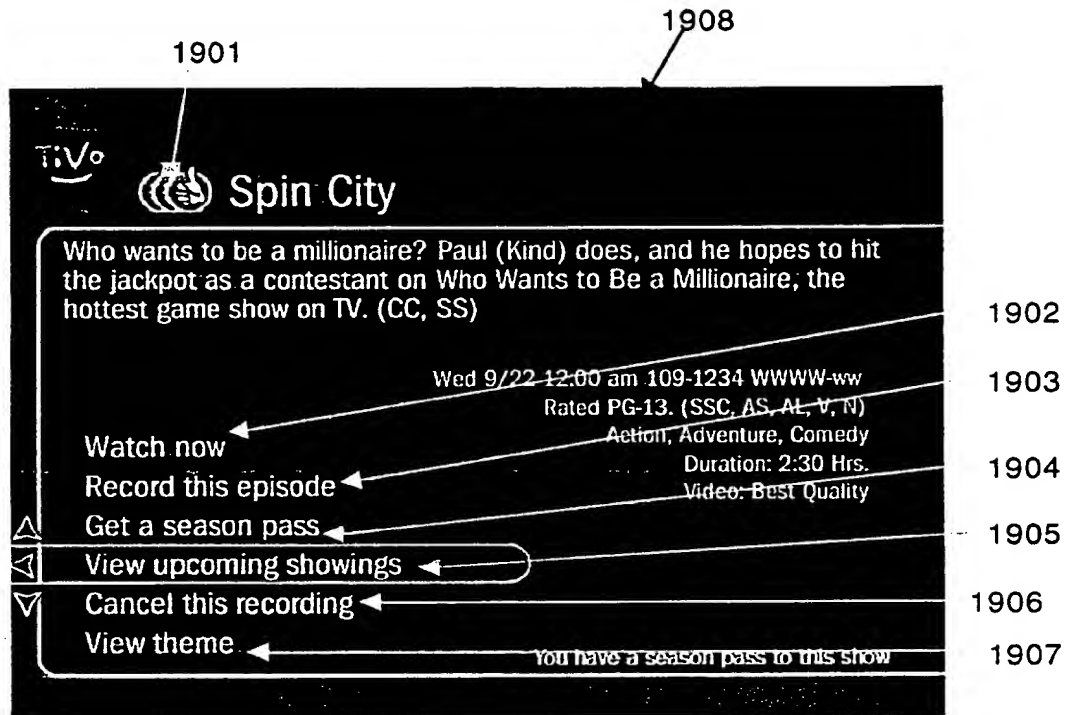 1908
1901
TiVo
Spin City
Who wants to be a millionaire? Paul (Kind) does, and he hopes to hit
the jackpot as a contestant on Who Wants to Be a Millionaire, the
hottest game show on TV. (CC, SS)
1902
Wed 9/22 12:00 am 109-1234 WWWW-ww
1903
Rated PG-13. (SSC, AS, AL, V, N)
Action, Adventure, Comedy
Watch now
Duration: 2:30 Hrs.
1904
Record this episode
Video: Best Quality
Get a season pass
1905
View upcoming showings
Cancel this recording
1906
View theme
You have a season pass to this show
1907